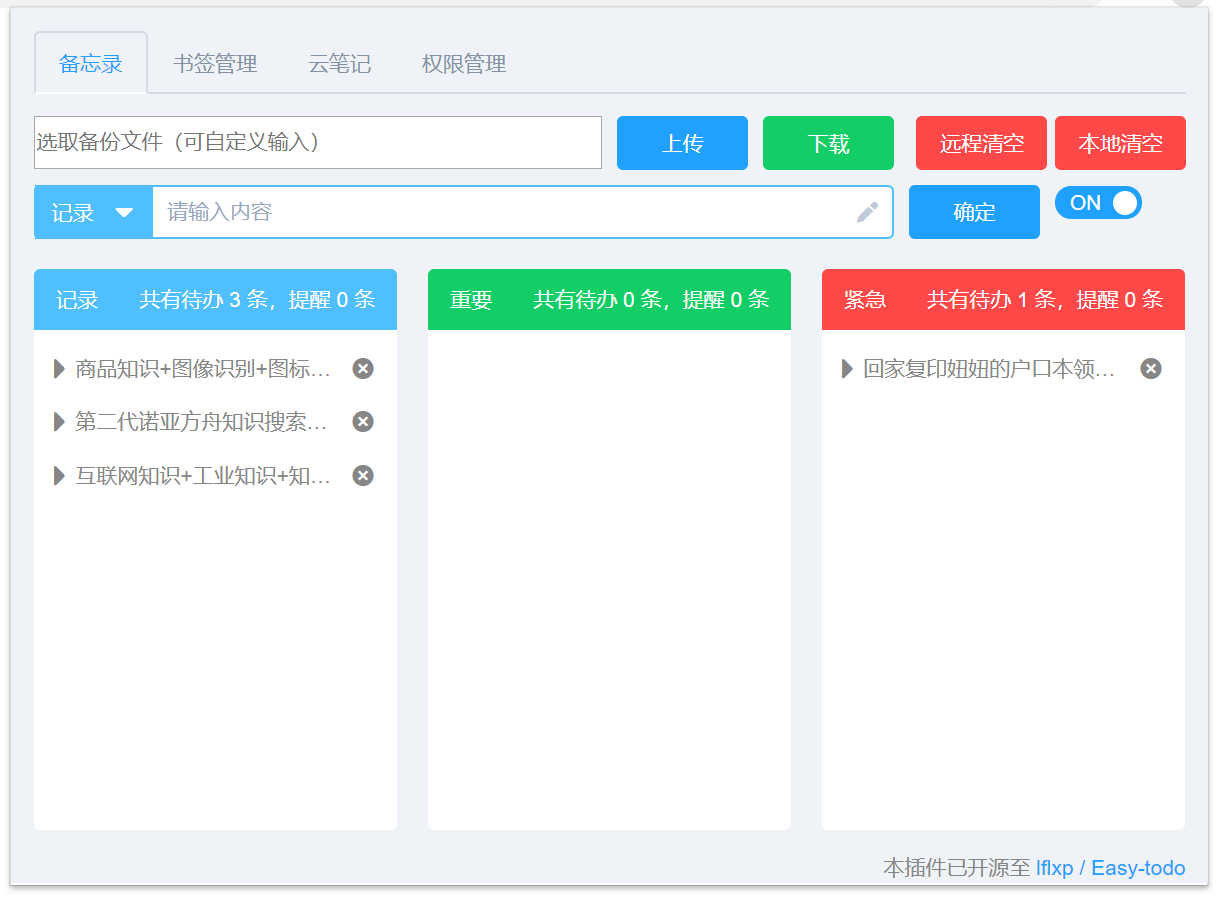 备忘录 书签管理 云笔记 权限管理
选取备份文件（可自定义输入） 上传 下载 远程清空 本地清空
记录 请输入内容 确定 ON
记录 共有待办 3 条，提醒 0 条 重要 共有待办 0 条，提醒 0 条 紧急 共有待办 1 条，提醒 0 条
商品知识+图像识别+图标… 回家复印妞妞的户口本领…
第二代诺亚方舟知识搜索…
互联网知识+工业知识+知…
本插件已开源至 lflxp / Easy-todo